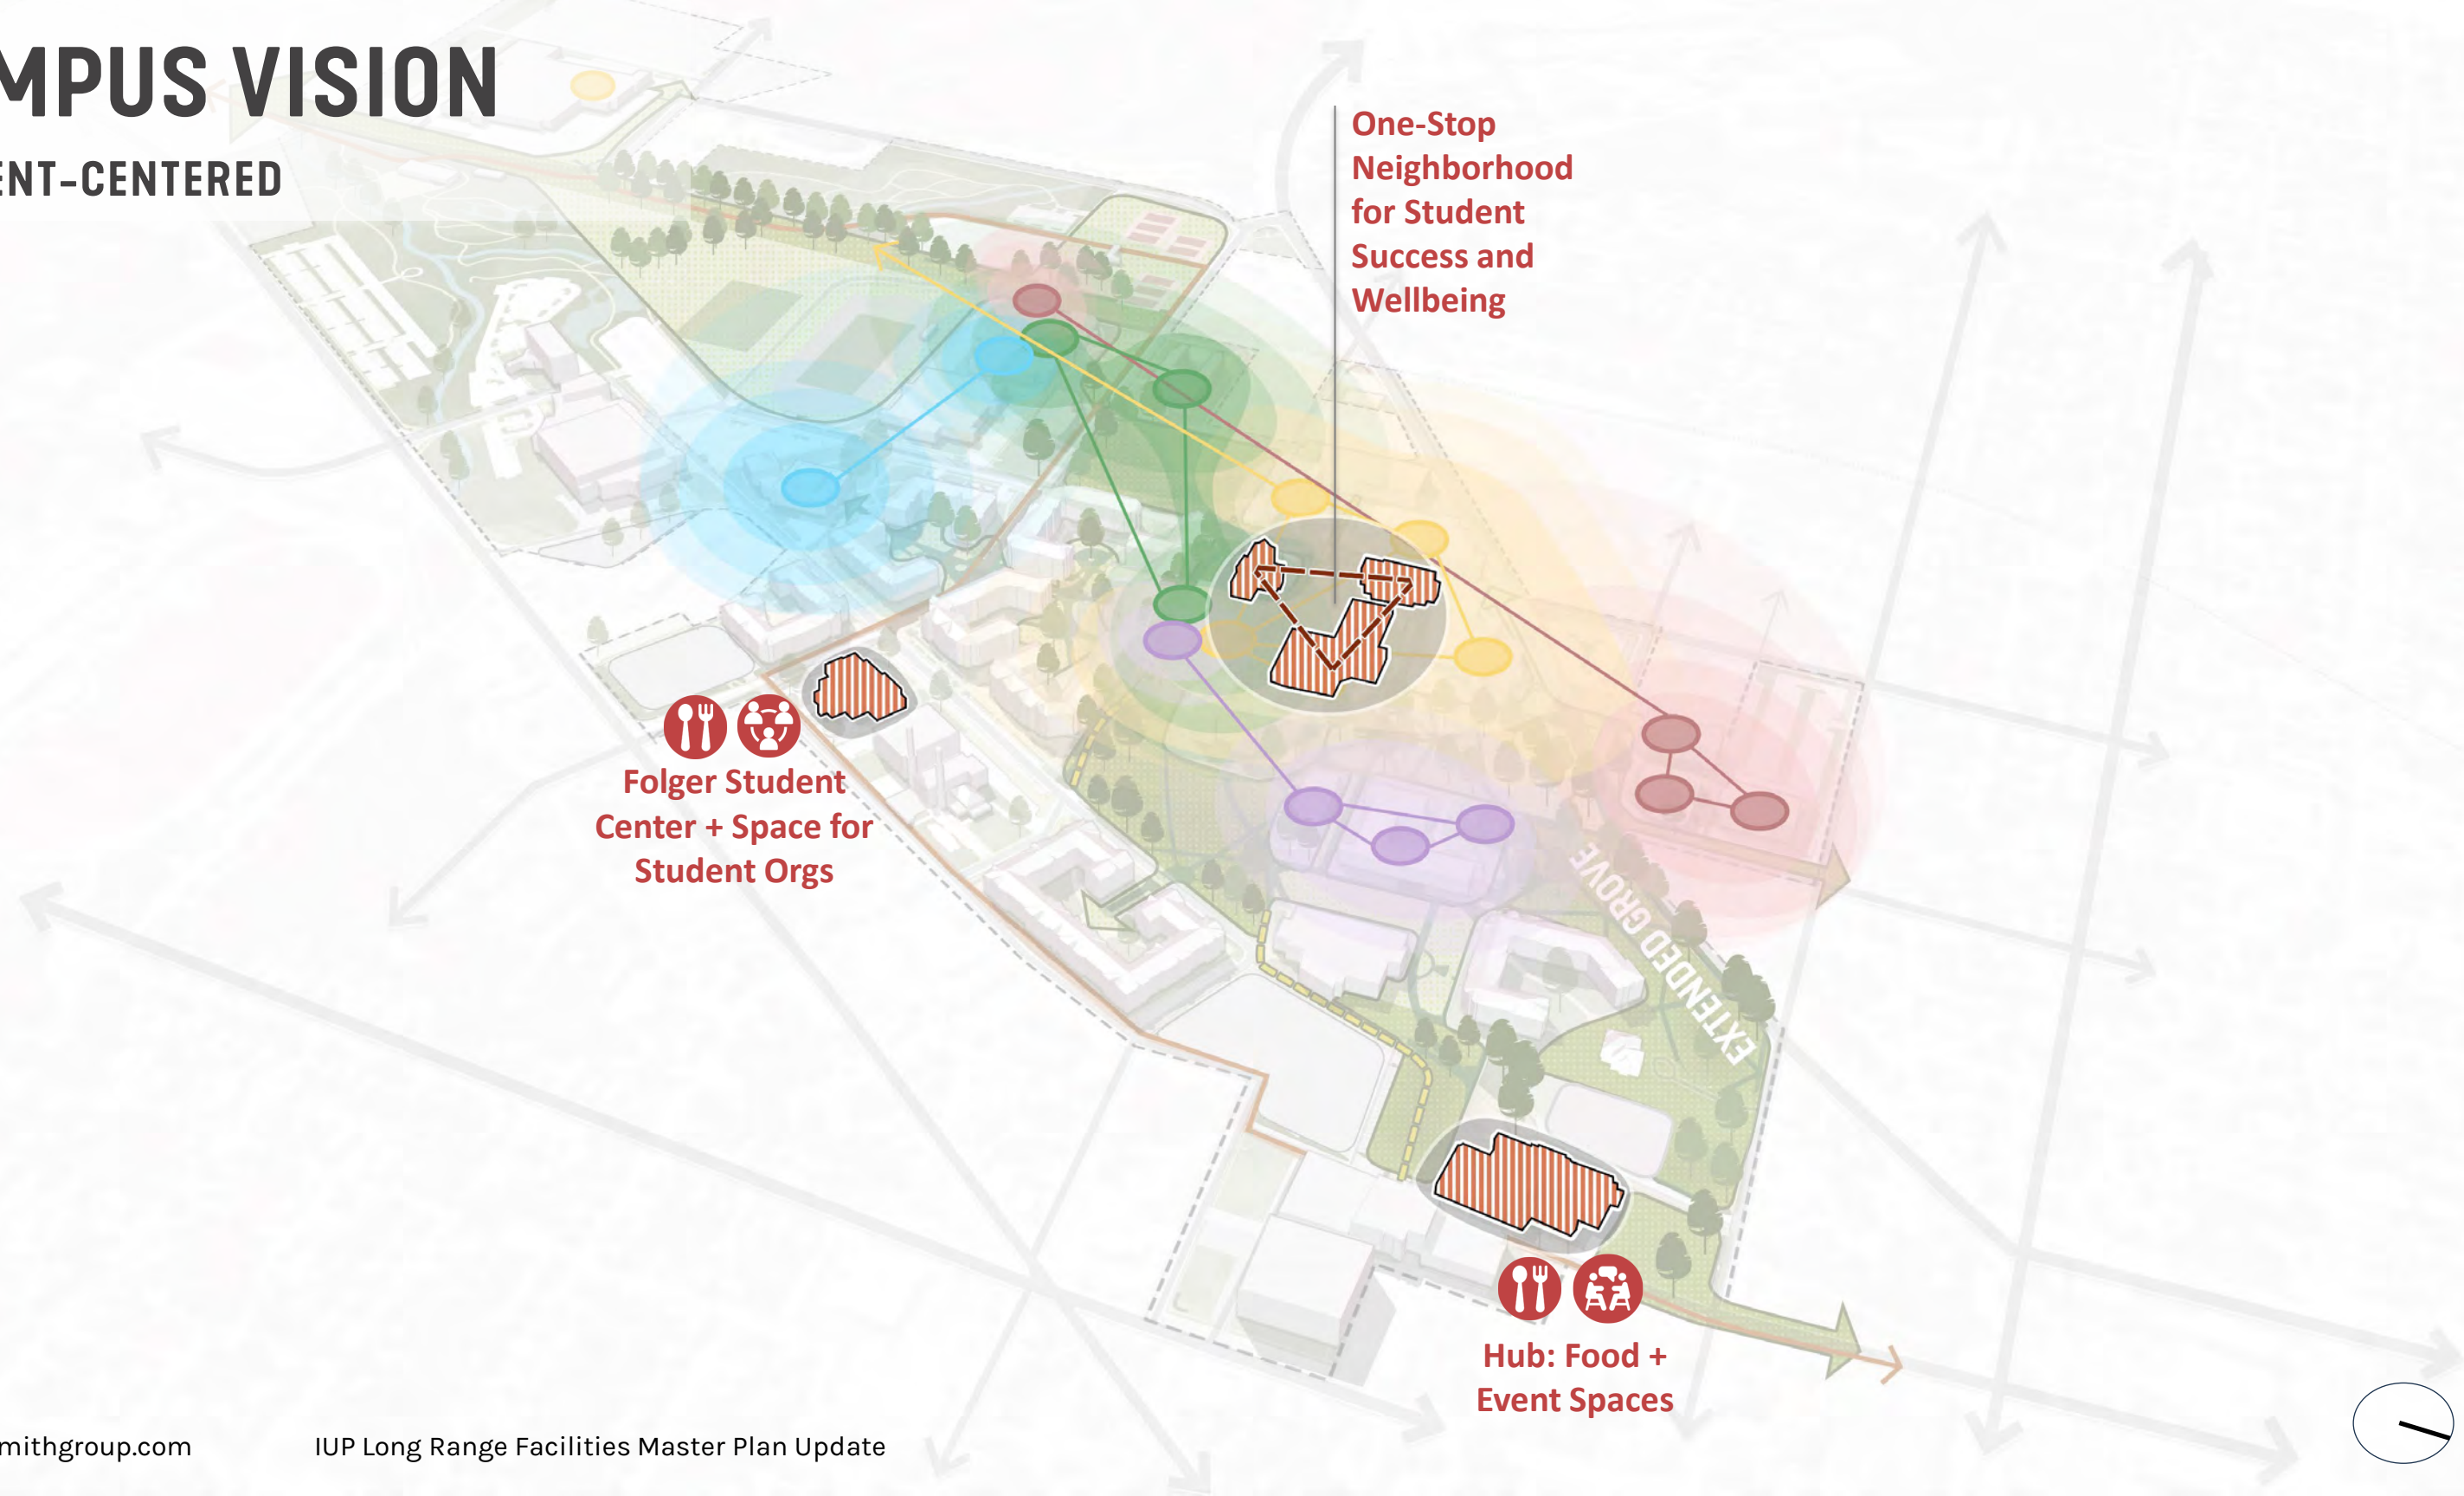 MPUS VISION
ENT-CENTERED
One-Stop
Neighborhood
for Student
Success and
Wellbeing
Folger Student
Center + Space for
Student Orgs
EXTENDED GROVE
Hub: Food +
Event Spaces
mithgroup.com
IUP Long Range Facilities Master Plan Update